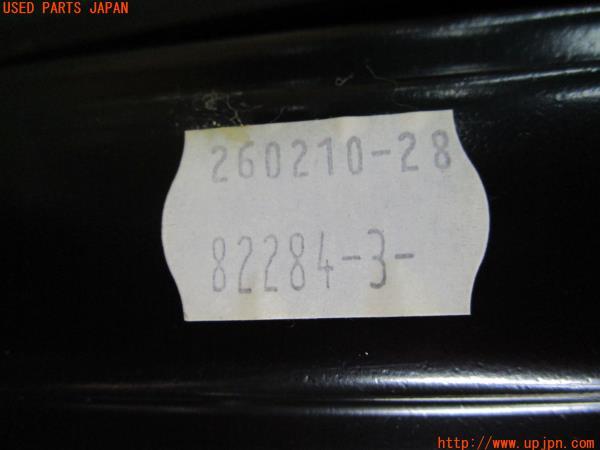 USED PARTS JAPAN
260210-28
82284-3-
http://www.upjpn.com/